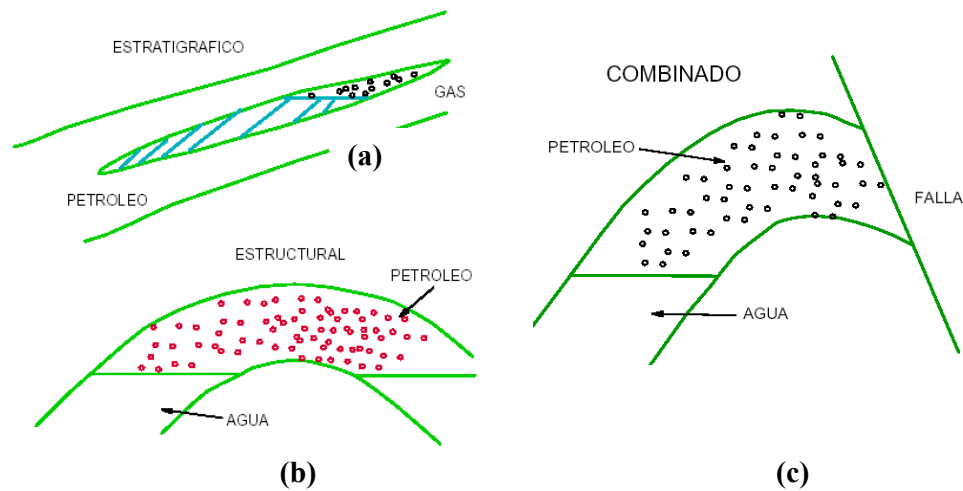 ESTRATIGRAFICO
GAS
(a)
PETROLEO
ESTRUCTURAL
PETROLEO
AGUA
(b)
COMBINADO
PETROLEO
FALLA
AGUA
(c)